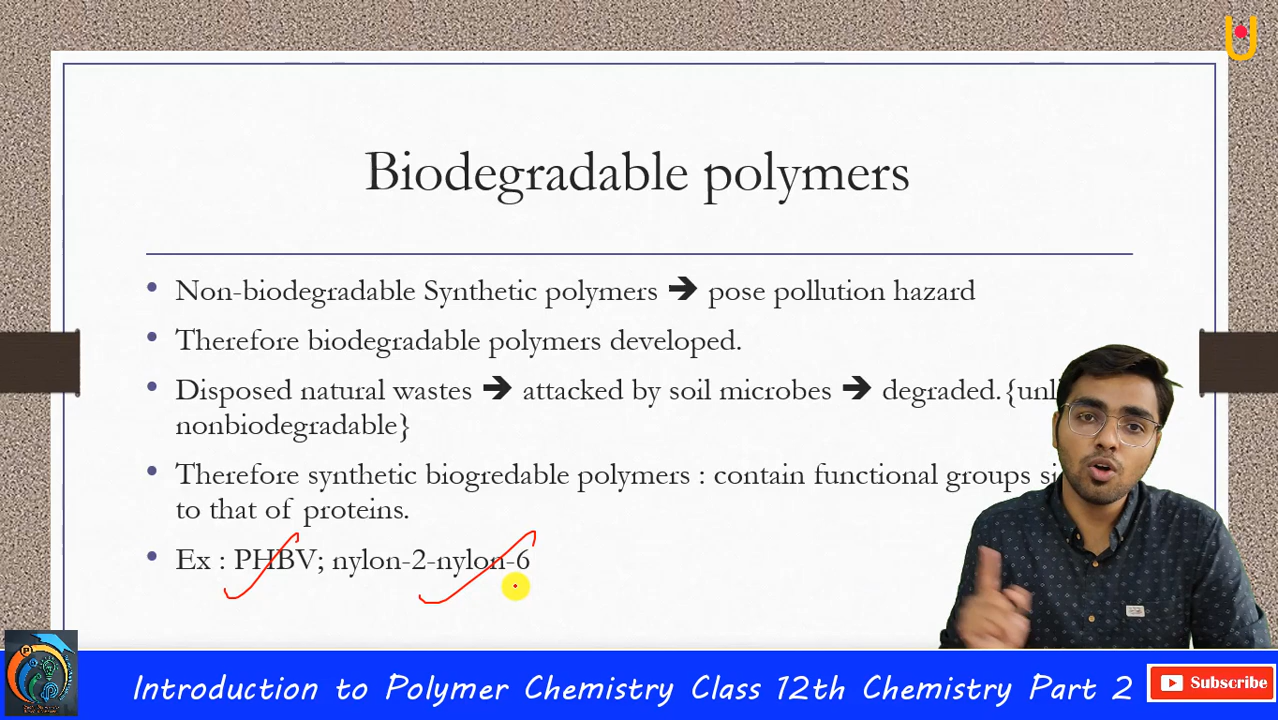 Biodegradable polymers
• Non-biodegradable Synthetic polymers ➔ pose pollution hazard
• Therefore biodegradable polymers developed.
• Disposed natural wastes ➔ attacked by soil microbes ➔ degraded.{
nonbiodegradable}
• Therefore synthetic biogredable polymers : contain functional groups
to that of proteins.
• Ex : PHBV; nylon-2-nylon-6
Introduction to Polymer Chemistry Class 12th Chemistry Part 2
Subscribe